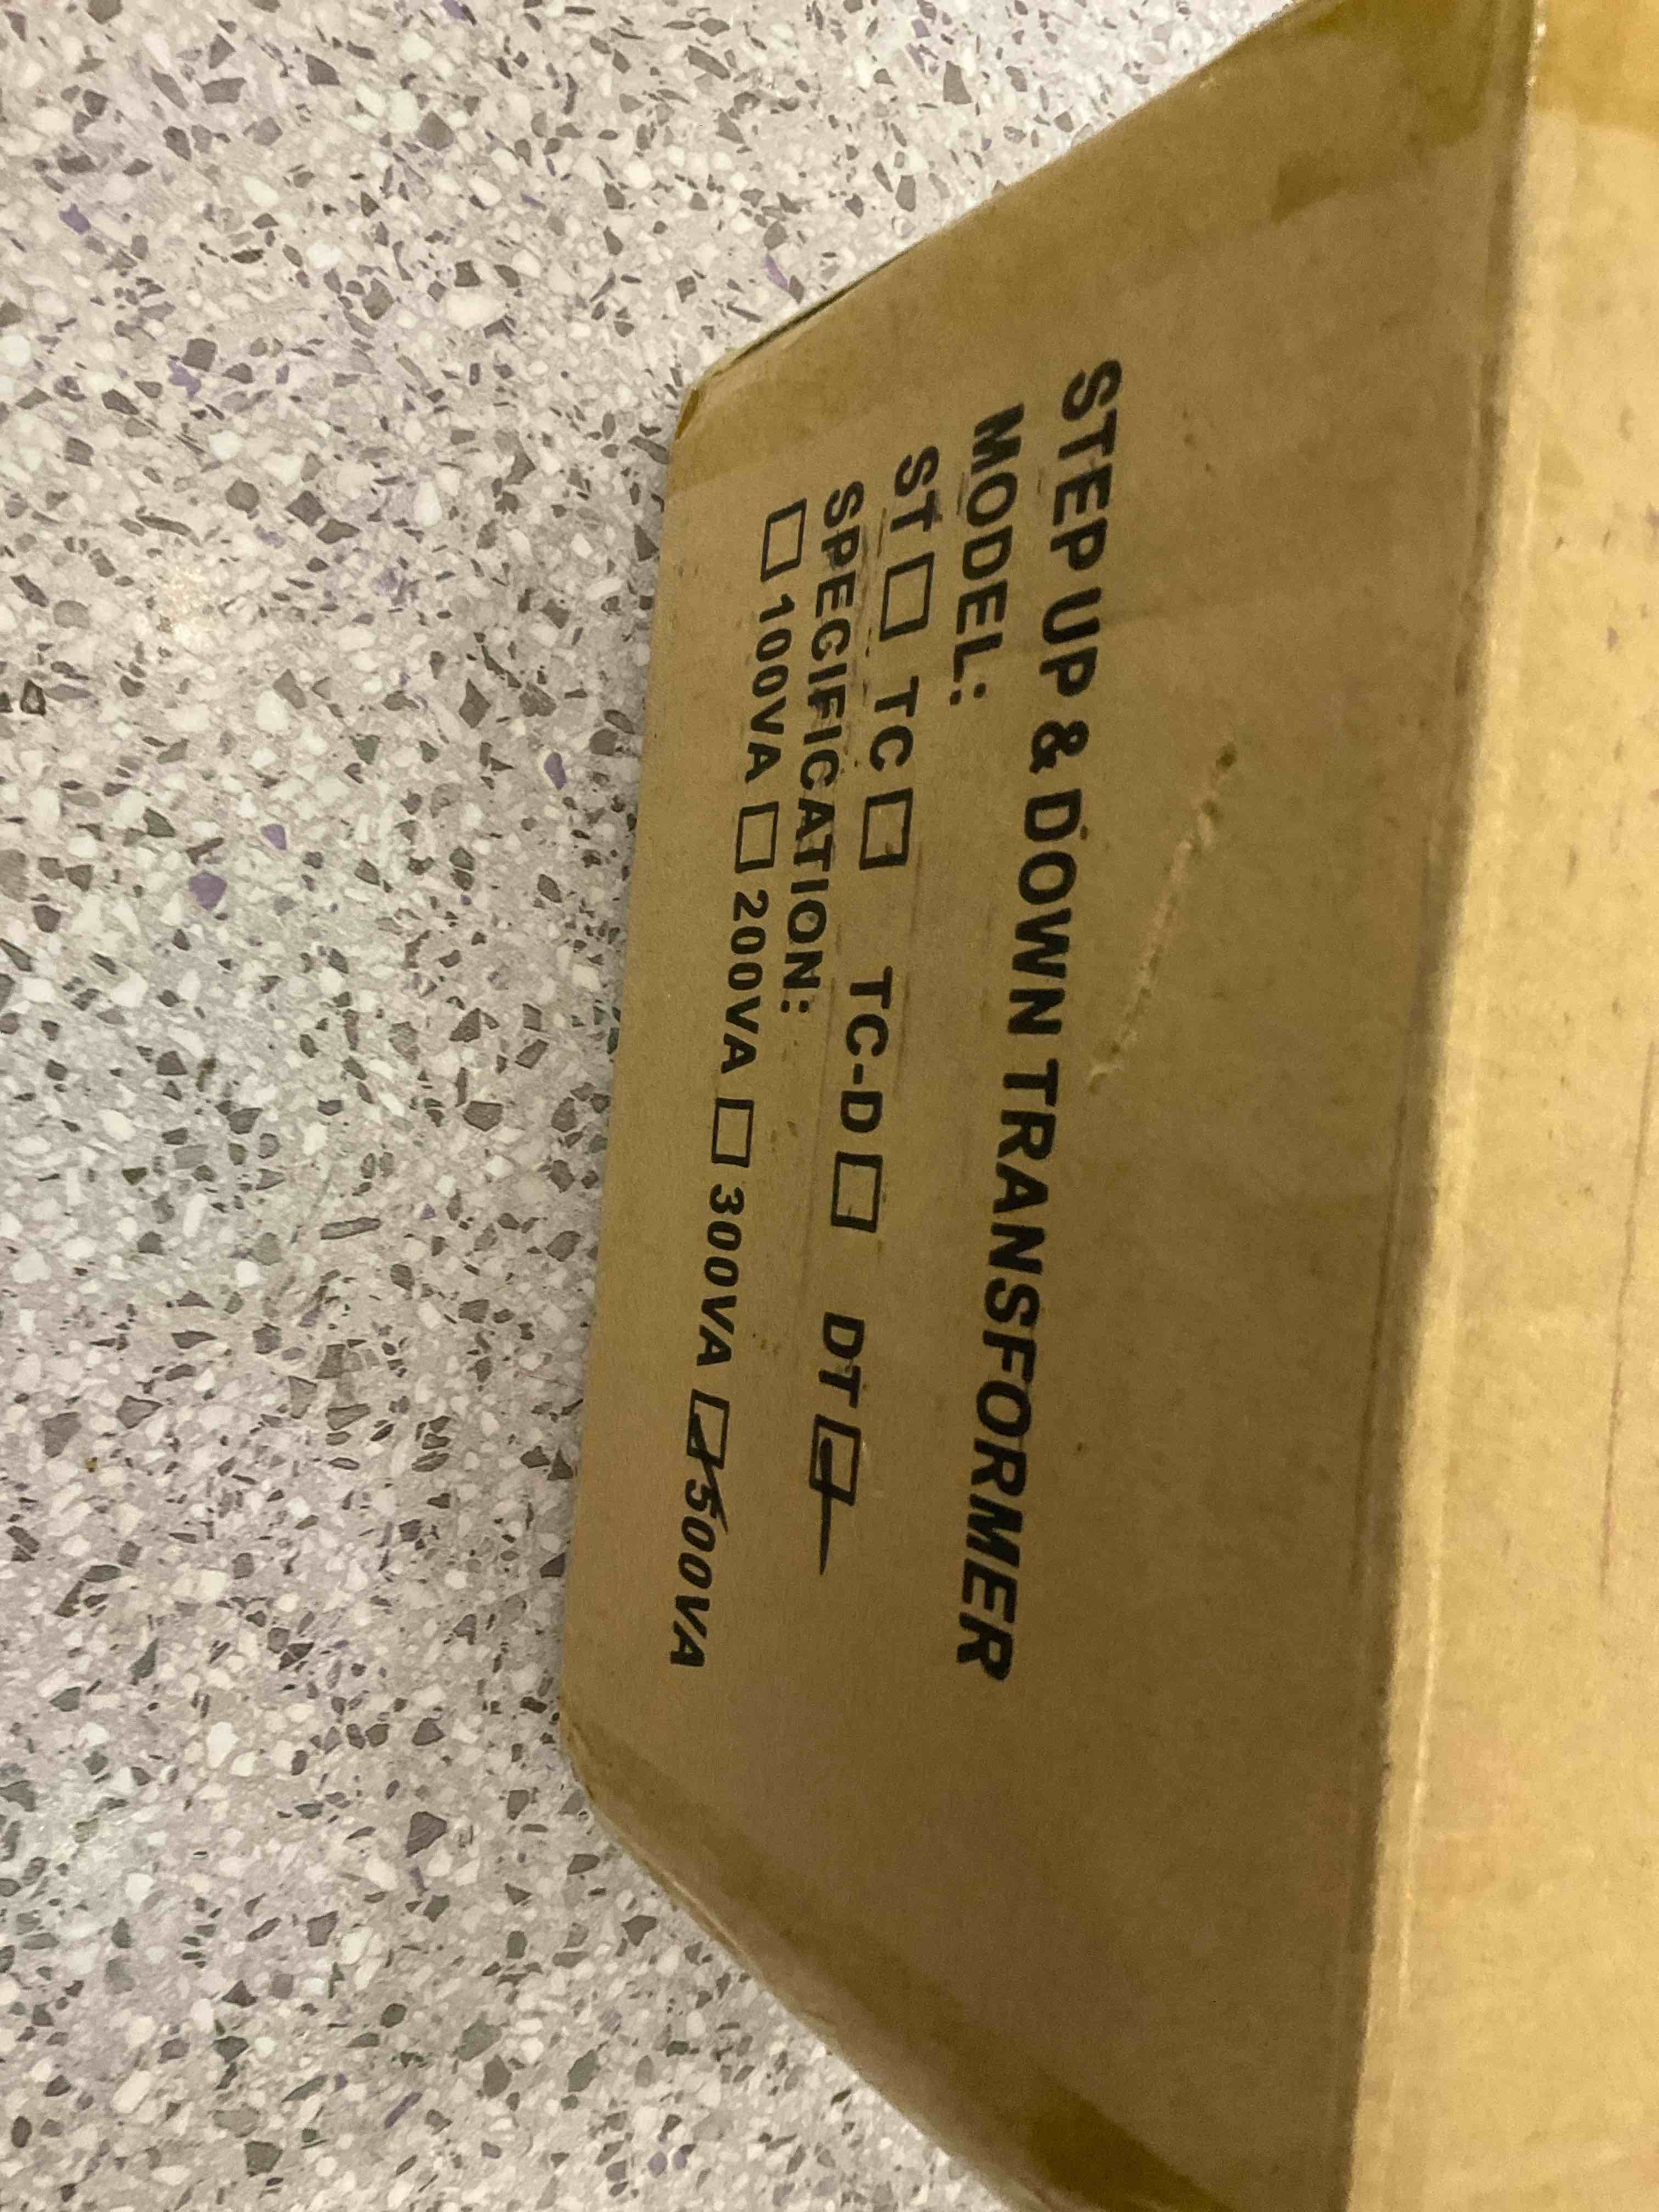 STEP UP & DOWN TRANSFORMER
MODEL:
ST □ TC □ TC-D □ DT ☑
SPECIFICATION:
□ 100VA □ 200VA □ 300VA ☑ 500VA